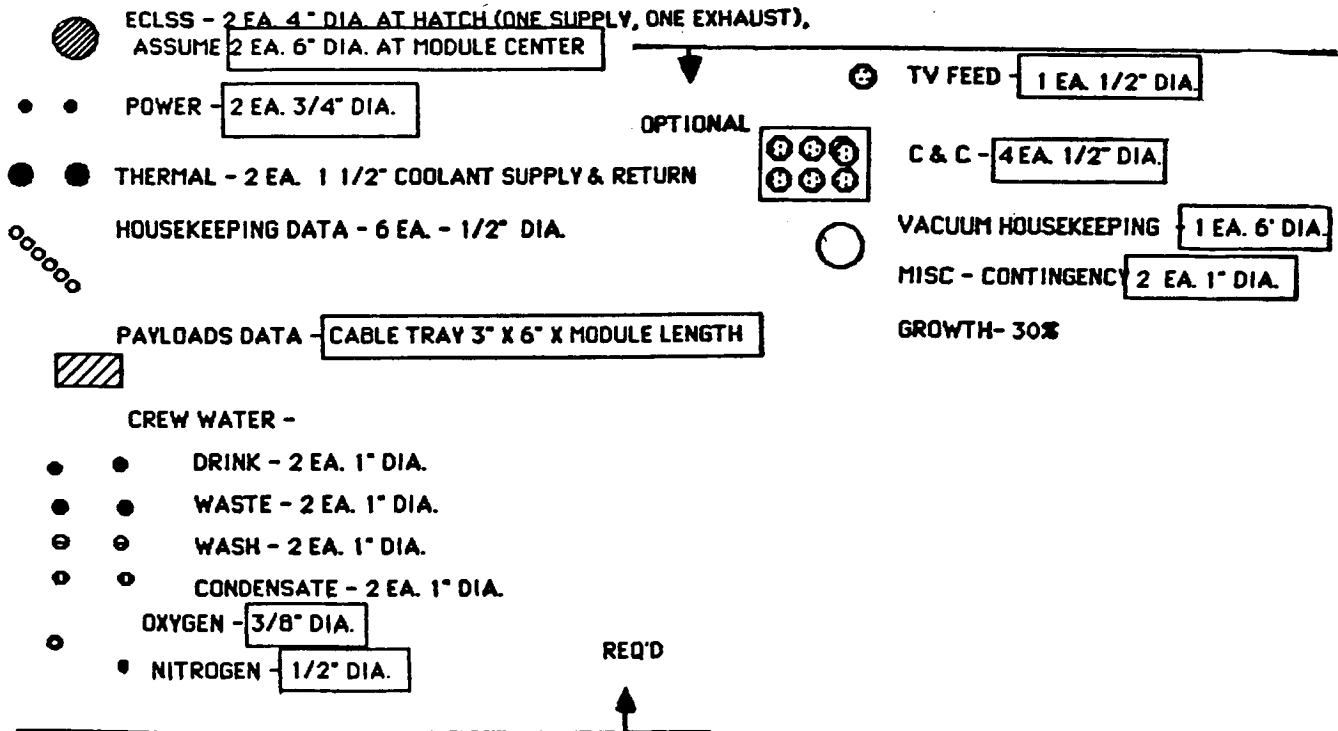 ECLSS - 2 EA. 4" DIA. AT HATCH (ONE SUPPLY, ONE EXHAUST),
ASSUME 2 EA. 6" DIA. AT MODULE CENTER
POWER - 2 EA. 3/4" DIA.
THERMAL - 2 EA. 1 1/2" COOLANT SUPPLY & RETURN
HOUSEKEEPING DATA - 6 EA. - 1/2" DIA.
PAYLOADS DATA - CABLE TRAY 3" X 6" X MODULE LENGTH
CREW WATER -
DRINK - 2 EA. 1" DIA.
WASTE - 2 EA. 1" DIA.
WASH - 2 EA. 1" DIA.
CONDENSATE - 2 EA. 1" DIA.
OXYGEN - 3/8" DIA.
NITROGEN - 1/2" DIA.
REQ'D
OPTIONAL
TV FEED - 1 EA. 1/2" DIA.
C & C - 4 EA. 1/2" DIA.
VACUUM HOUSEKEEPING - 1 EA. 6' DIA.
MISC - CONTINGENCY 2 EA. 1" DIA.
GROWTH- 30%